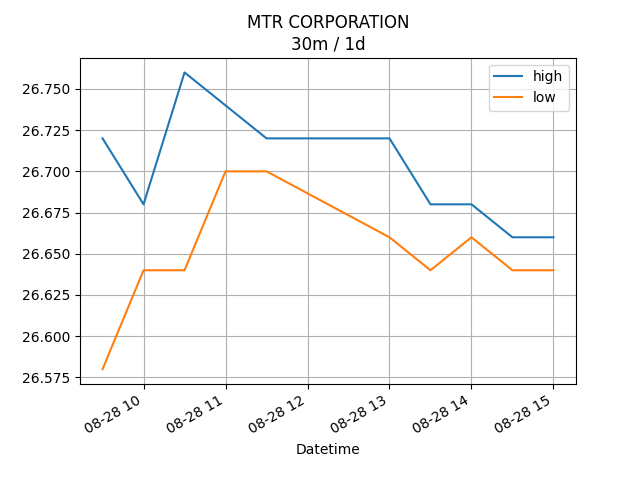 MTR CORPORATION
30m / 1d
high
low
26.750
26.725
26.700
26.675
26.650
26.625
26.600
26.575
08-28 10
08-28 11
08-28 12
08-28 13
08-28 14
08-28 15
Datetime